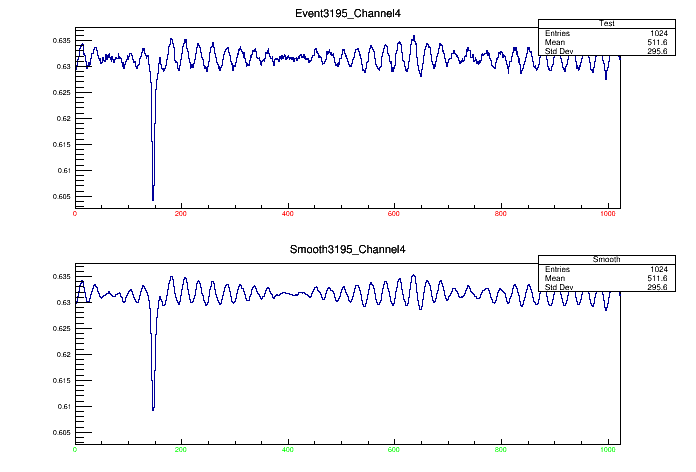 Event3195_Channel4
Test
Entries 1024
Mean 511.6
Std Dev 295.6
0.635
0.63
0.625
0.62
0.615
0.61
0.605
0 200 400 600 800 1000
Smooth3195_Channel4
Smooth
Entries 1024
Mean 511.6
Std Dev 295.6
0.635
0.63
0.625
0.62
0.615
0.61
0.605
0 200 400 600 800 1000